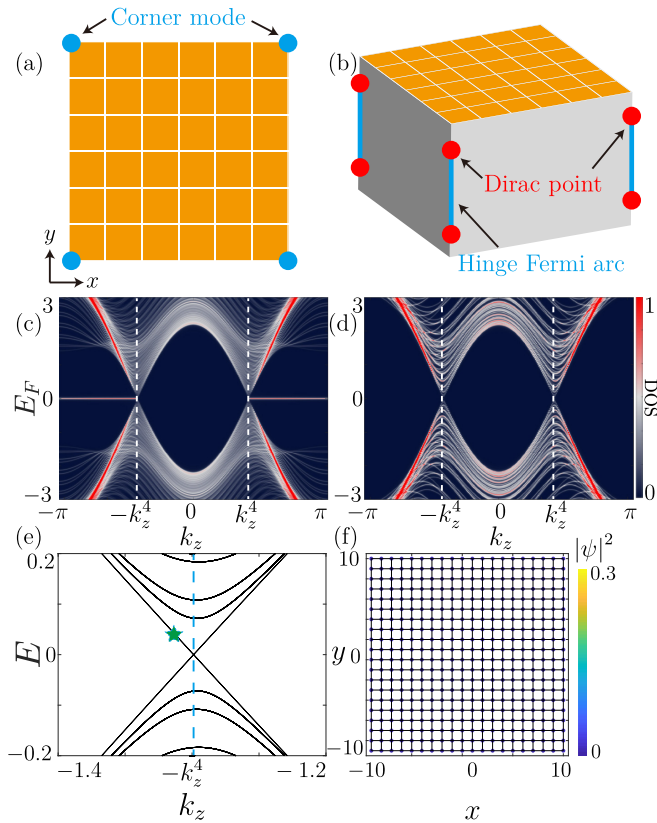 Corner mode
(a)
(b)
Dirac point
y
x
Hinge Fermi arc
(c)
(d)
3
0
−3
E_F
−π
−k_z^4
0
k_z^4
π
k_z
3
0
−3
−π
−k_z^4
0
k_z^4
π
k_z
1
DOS
0
(e)
(f)
0.2
0
−0.2
E
−1.4
−k_z^4
−1.2
k_z
10
0
−10
y
−10
0
10
x
|ψ|^2
0.3
0